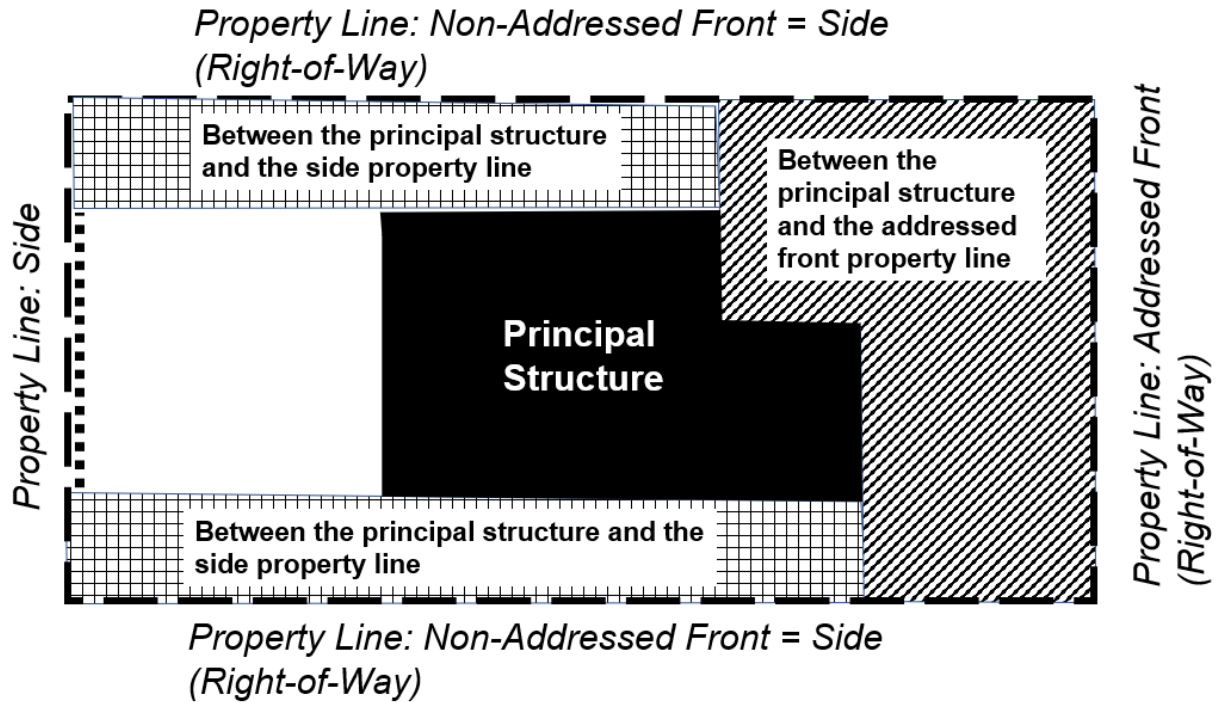 Property Line: Non-Addressed Front = Side
(Right-of-Way)
Between the principal structure
and the side property line
Between the
principal structure
and the addressed
front property line
Property Line: Side
Principal
Structure
Property Line: Addressed Front
(Right-of-Way)
Between the principal structure and the
side property line
Property Line: Non-Addressed Front = Side
(Right-of-Way)